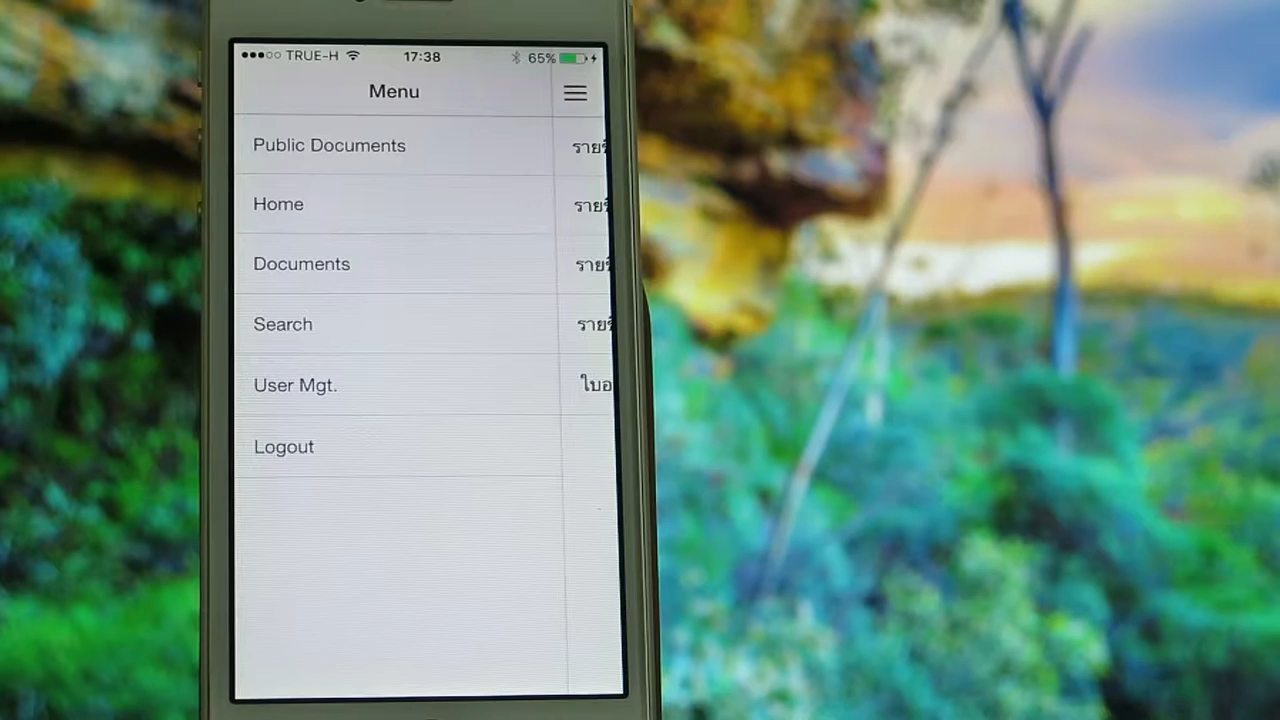 TRUE-H 17:38 65%
Menu
Public Documents
Home
Documents
Search
User Mgt.
Logout